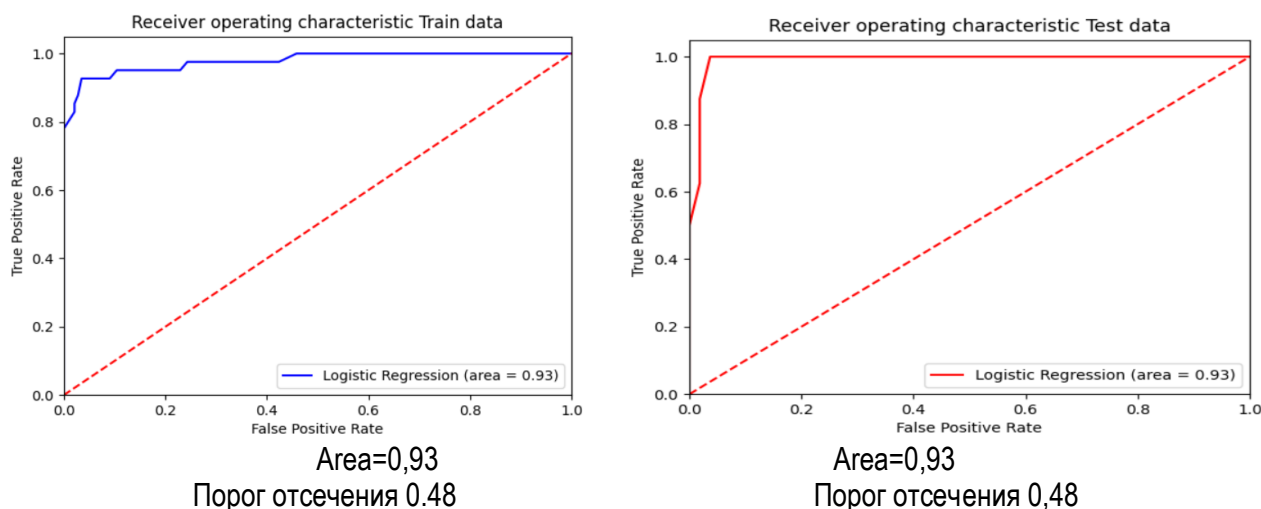 Receiver operating characteristic Train data
True Positive Rate
1.0
0.8
0.6
0.4
0.2
0.0
0.0 0.2 0.4 0.6 0.8 1.0
False Positive Rate
Logistic Regression (area = 0.93)
Area=0,93
Порог отсечения 0.48
Receiver operating characteristic Test data
True Positive Rate
1.0
0.8
0.6
0.4
0.2
0.0
0.0 0.2 0.4 0.6 0.8 1.0
False Positive Rate
Logistic Regression (area = 0.93)
Area=0,93
Порог отсечения 0,48